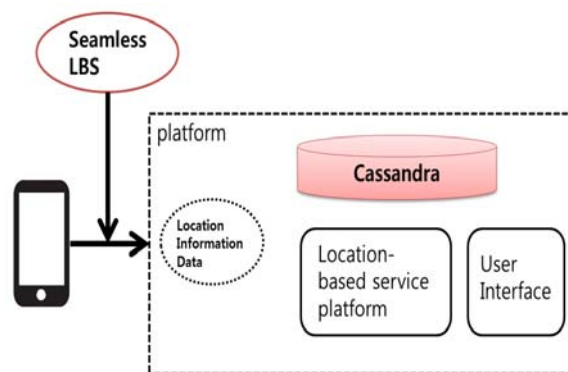 Seamless
LBS
platform
Cassandra
Location
Information
Data
Location-
based service
platform
User
Interface